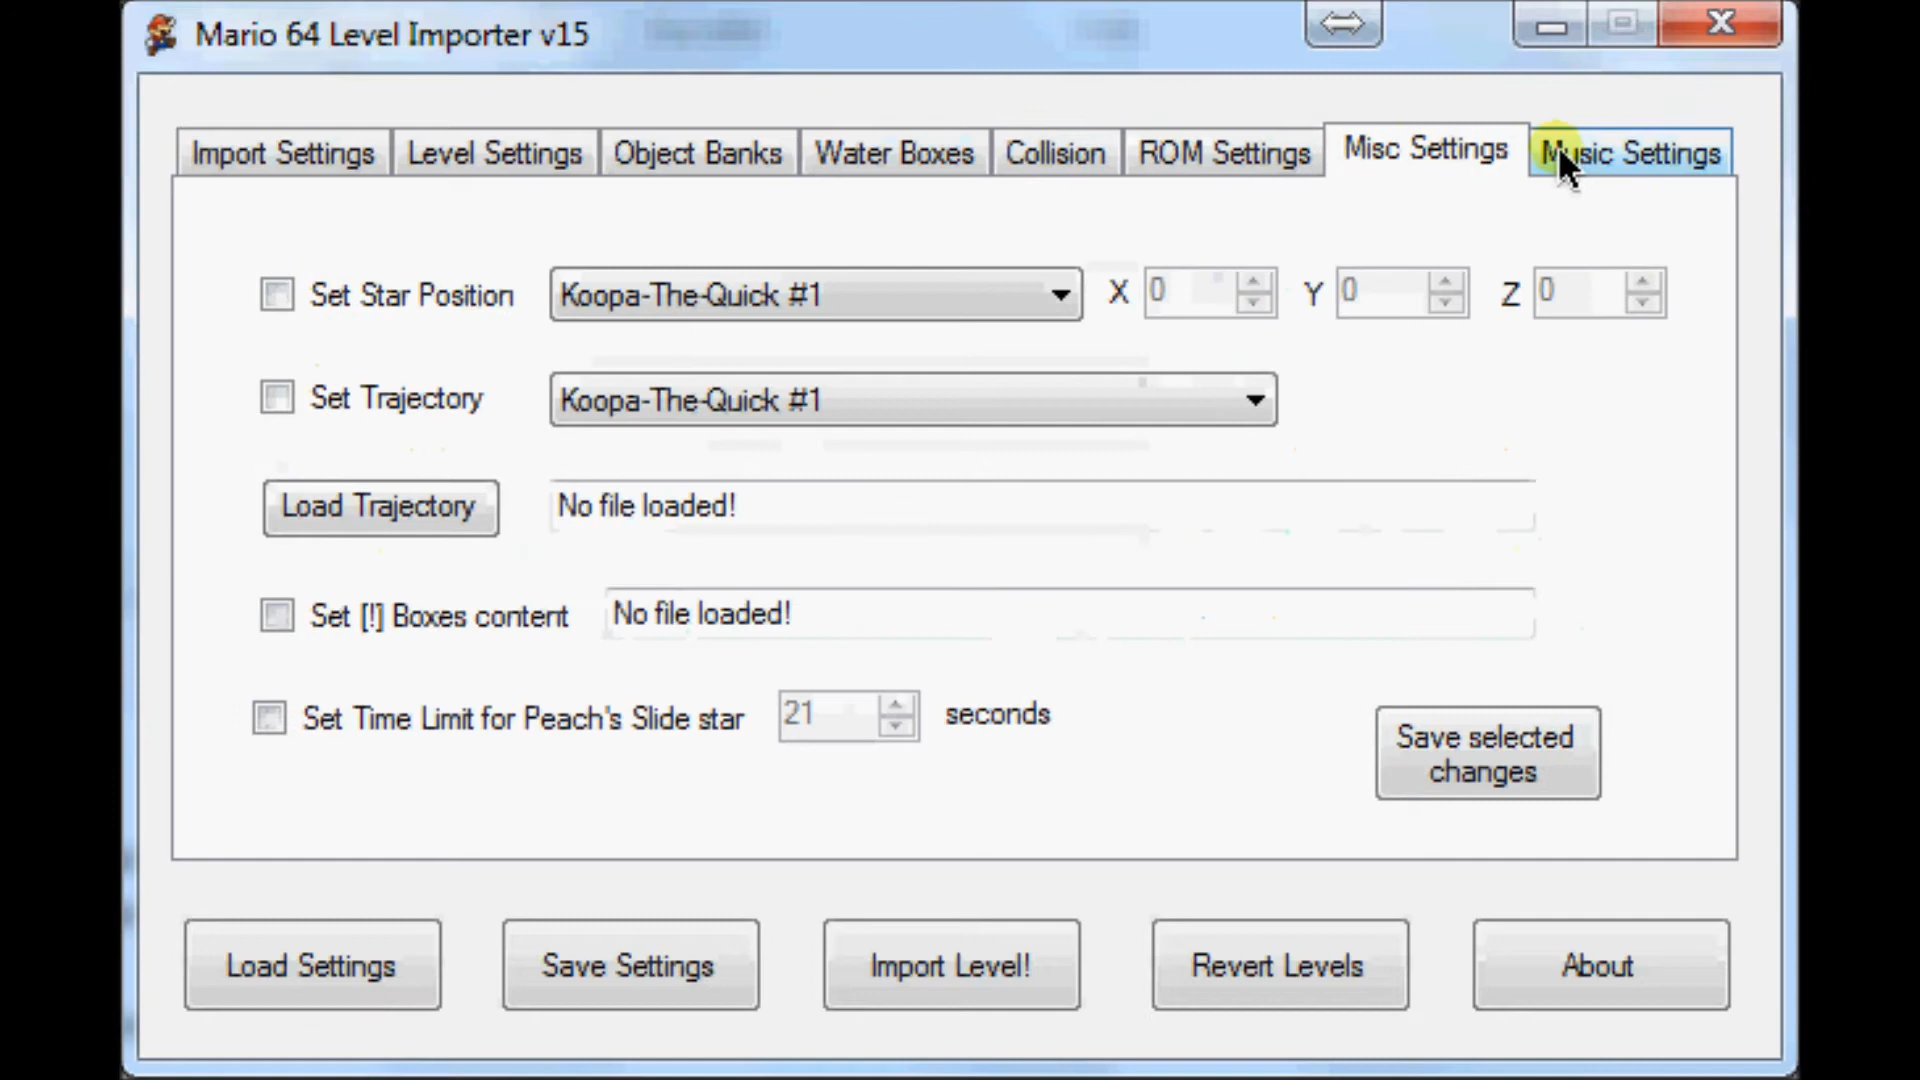 Mario 64 Level Importer v15
Import Settings
Level Settings
Object Banks
Water Boxes
Collision
ROM Settings
Misc Settings
Music Settings
Set Star Position
Koopa-The-Quick #1
X
0
Y
0
Z
0
Set Trajectory
Koopa-The-Quick #1
Load Trajectory
No file loaded!
Set [!] Boxes content
No file loaded!
Set Time Limit for Peach's Slide star
21
seconds
Save selected
changes
Load Settings
Save Settings
Import Level!
Revert Levels
About